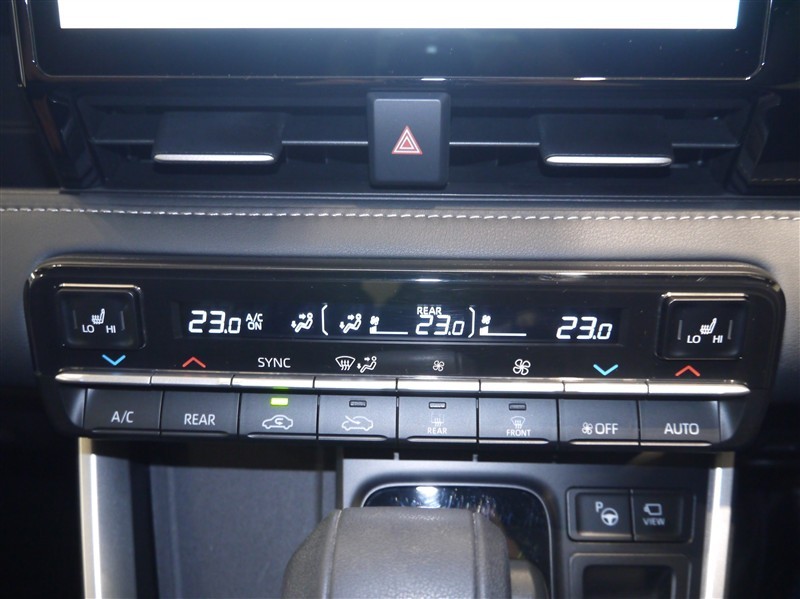 23.0 A/C ON REAR 23.0 23.0
LO HI
LO HI
SYNC
A/C REAR REAR FRONT OFF AUTO
P VIEW